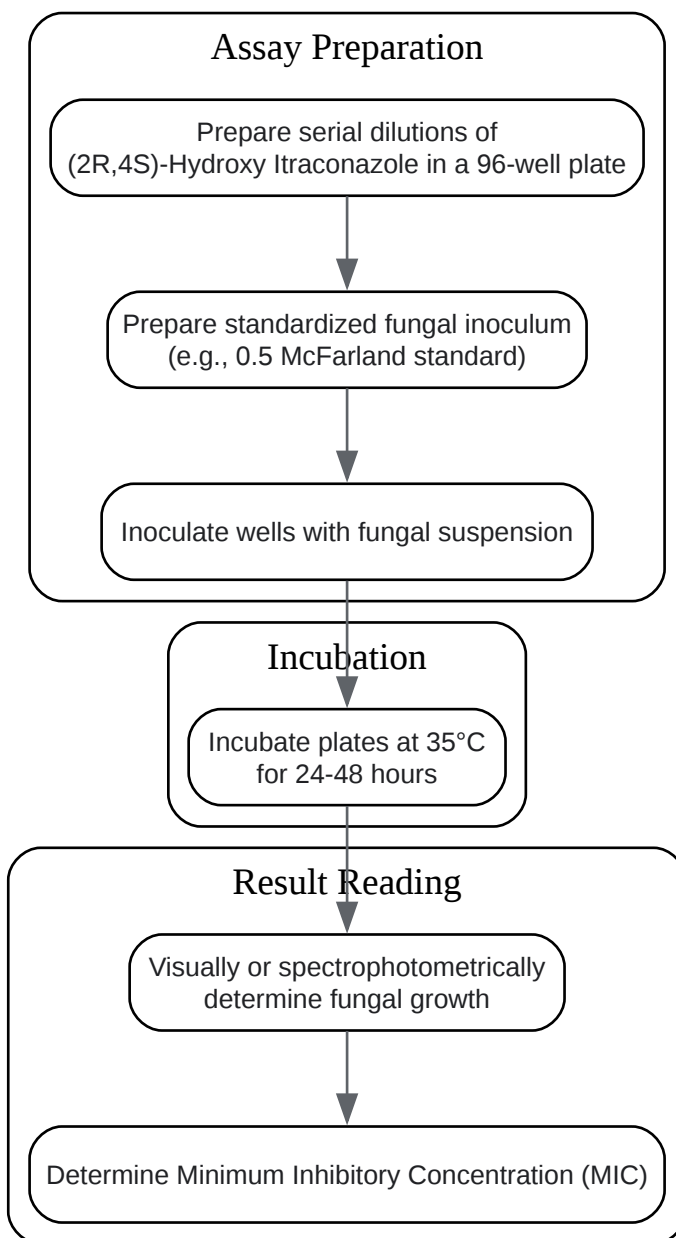 Assay Preparation
Prepare serial dilutions of
(2R,4S)-Hydroxy Itraconazole in a 96-well plate
Prepare standardized fungal inoculum
(e.g., 0.5 McFarland standard)
Inoculate wells with fungal suspension
Incubation
Incubate plates at 35°C
for 24-48 hours
Result Reading
Visually or spectrophotometrically
determine fungal growth
Determine Minimum Inhibitory Concentration (MIC)